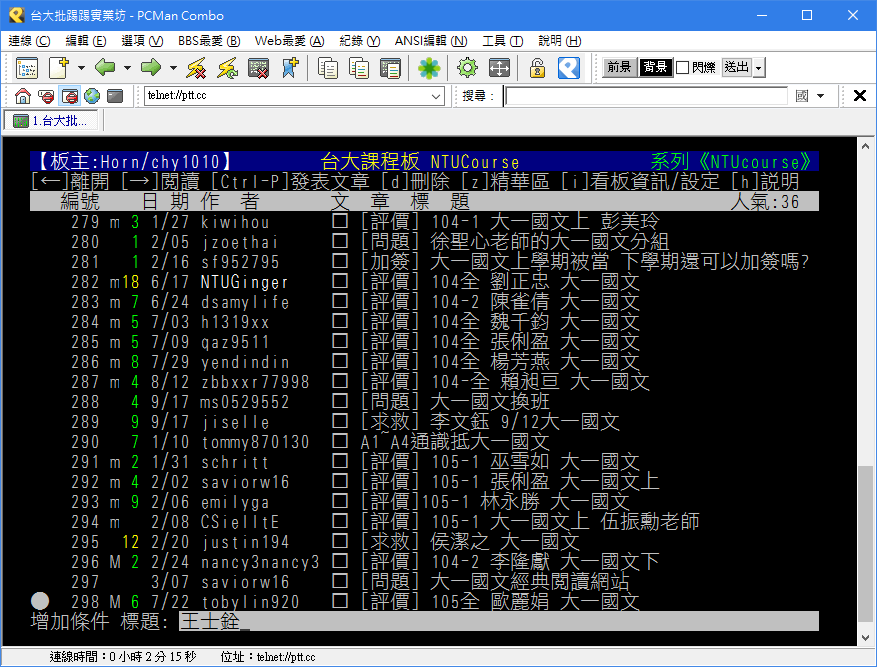 台大批踢踢實業坊 - PCMan Combo
連線 (C) 編輯 (E) 選項 (V) BBS最愛 (B) Web最愛 (A) 紀錄 (Y) ANSI編輯 (N) 工具 (T) 說明 (H)
前景 背景 閃爍 送出
telnet://ptt.cc 搜尋： 國
1.台大批...
【板主:Horn/chy1010】 台大課程板 NTUCourse 系列《NTUcourse》
[←]離開 [→]閱讀 [Ctrl-P]發表文章 [d]刪除 [z]精華區 [i]看板資訊/設定 [h]説明
編號 日 期 作 者 文 章 標 題 人氣:36
279 m 3 1/27 kiwihou □ [評價] 104-1 大一國文上 彭美玲
280 1 2/05 jzoethai □ [問題] 徐聖心老師的大一國文分組
281 1 2/16 sf952795 □ [加簽] 大一國文上學期被當 下學期還可以加簽嗎?
282 m18 6/17 NTUGinger □ [評價] 104全 劉正忠 大一國文
283 m 7 6/24 dsamylife □ [評價] 104-2 陳雀倩 大一國文
284 m 5 7/03 h1319xx □ [評價] 104全 魏千鈞 大一國文
285 m 5 7/09 qaz9511 □ [評價] 104全 張俐盈 大一國文
286 m 8 7/29 yendindin □ [評價] 104全 楊芳燕 大一國文
287 m 4 8/12 zbbxxr77998 □ [評價] 104-全 賴昶亘 大一國文
288 4 9/17 ms0529552 □ [問題] 大一國文換班
289 9 9/17 jiselle □ [求救] 李文鈺 9/12大一國文
290 7 1/10 tommy870130 □ A1~A4通識抵大一國文
291 m 2 1/31 schritt □ [評價] 105-1 巫雪如 大一國文
292 m 4 2/02 saviorw16 □ [評價] 105-1 張俐盈 大一國文上
293 m 9 2/06 emilyga □ [評價]105-1 林永勝 大一國文
294 m 2/08 CSielltE □ [評價] 105-1 大一國文上 伍振勳老師
295 12 2/20 justin194 □ [求救] 侯潔之 大一國文
296 M 2 2/24 nancy3nancy3 □ [評價] 104-2 李隆獻 大一國文下
297 3/07 saviorw16 □ [問題] 大一國文經典閱讀網站
● 298 M 6 7/22 tobylin920 □ [評價] 105全 歐麗娟 大一國文
增加條件 標題: 王士銓_
連線時間：0 小時 2 分 15 秒 位址：telnet://ptt.cc